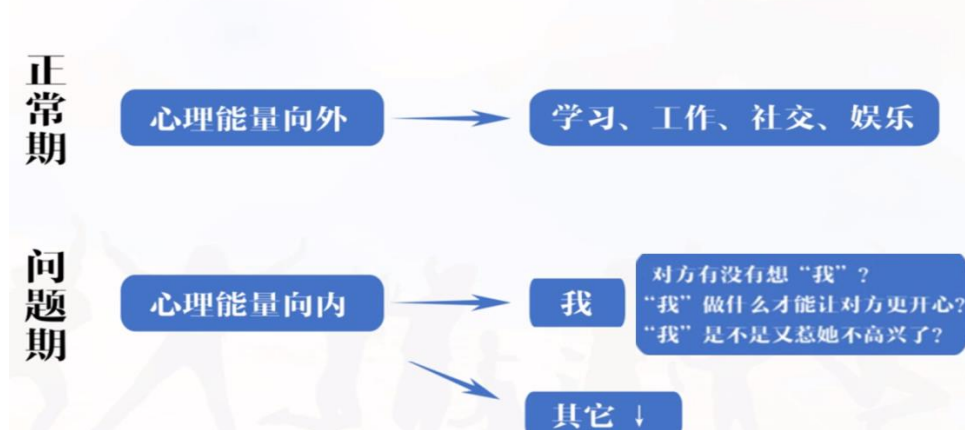 正常期
心理能量向外
学习、工作、社交、娱乐
问题期
心理能量向内
我
对方有没有想“我”?
“我”做什么才能让对方更开心?
“我”是不是又惹她不高兴了?
其它 ↓